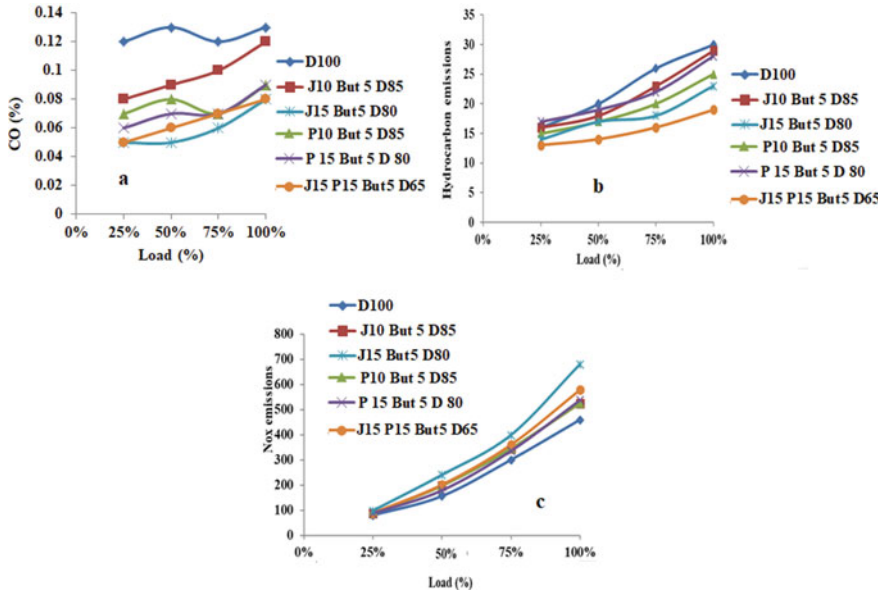 0.14
0.12
0.1
0.08
0.06
0.04
0.02
0
CO (%)
a
0%
25%
50%
75%
100%
Load (%)
D100
J10 But 5 D85
J15 But5 D80
P10 But 5 D85
P 15 But 5 D 80
J15 P15 But5 D65
35
30
25
20
15
10
5
0
Hydrocarbon emissions
b
0%
25%
50%
75%
100%
Load (%)
D100
J10 But 5 D85
J15 But5 D80
P10 But 5 D85
P 15 But 5 D 80
J15 P15 But5 D65
D100
J10 But 5 D85
J15 But5 D80
P10 But 5 D85
P 15 But 5 D 80
J15 P15 But5 D65
800
700
600
500
400
300
200
100
0
Nox emissions
c
0%
25%
50%
75%
100%
Load (%)